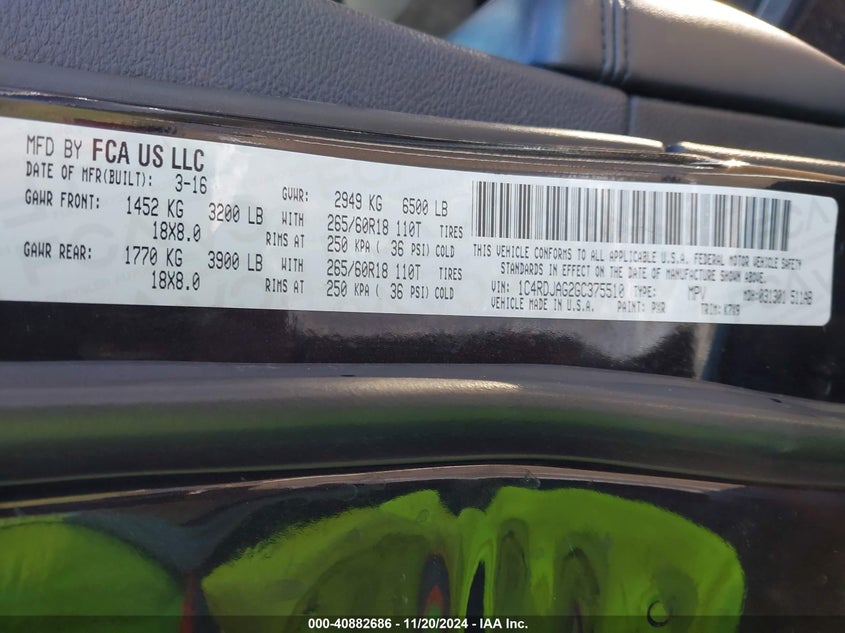 MFD BY FCA US LLC
DATE OF MFR(BUILT): 3-16 GVWR: 2949 KG 6500 LB
GAWR FRONT: 1452 KG 3200 LB WITH 265/60R18 110T TIRES
18X8.0 RIMS AT 250 KPA ( 36 PSI) COLD
GAWR REAR: 1770 KG 3900 LB WITH 265/60R18 110T TIRES
18X8.0 RIMS AT 250 KPA ( 36 PSI) COLD
THIS VEHICLE CONFORMS TO ALL APPLICABLE U.S.A. FEDERAL MOTOR VEHICLE SAFETY
STANDARDS IN EFFECT ON THE DATE OF MANUFACTURE SHOWN ABOVE.
VIN: 1C4RDJAG2GC375510 TYPE: MPV MDH:031301 511AB
VEHICLE MADE IN U.S.A. PAINT: PXR TRIM:
000-40882686 - 11/20/2024 - IAA Inc.